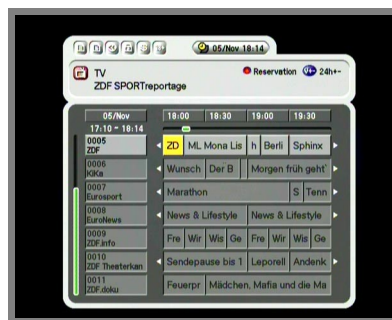 05/Nov 18:14
TV
Reservation 24h+-
ZDF SPORTreportage
05/Nov 18:00 18:30 19:00 19:30
17:10 ~ 18:14
0005
ZDF
ZD ML Mona Lis h Berli Sphinx
0006
KiKa
Wunsch Der B Morgen früh geht'
0007
Eurosport
Marathon S Tenn
0008
EuroNews
News & Lifestyle News & Lifestyle
0009
ZDF.info
Fre Wir Wis Ge Fre Wir Wis Ge
0010
ZDF Theaterkan
Sendepause bis 1 Leporell Andenk
0011
ZDF.doku
Feuerpr Mädchen, Mafia und die Ma